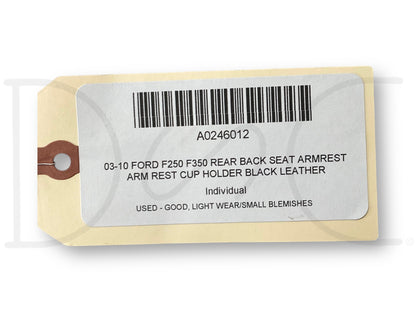 A0246012
03-10 FORD F250 F350 REAR BACK SEAT ARMREST
ARM REST CUP HOLDER BLACK LEATHER
Individual
USED - GOOD, LIGHT WEAR/SMALL BLEMISHES